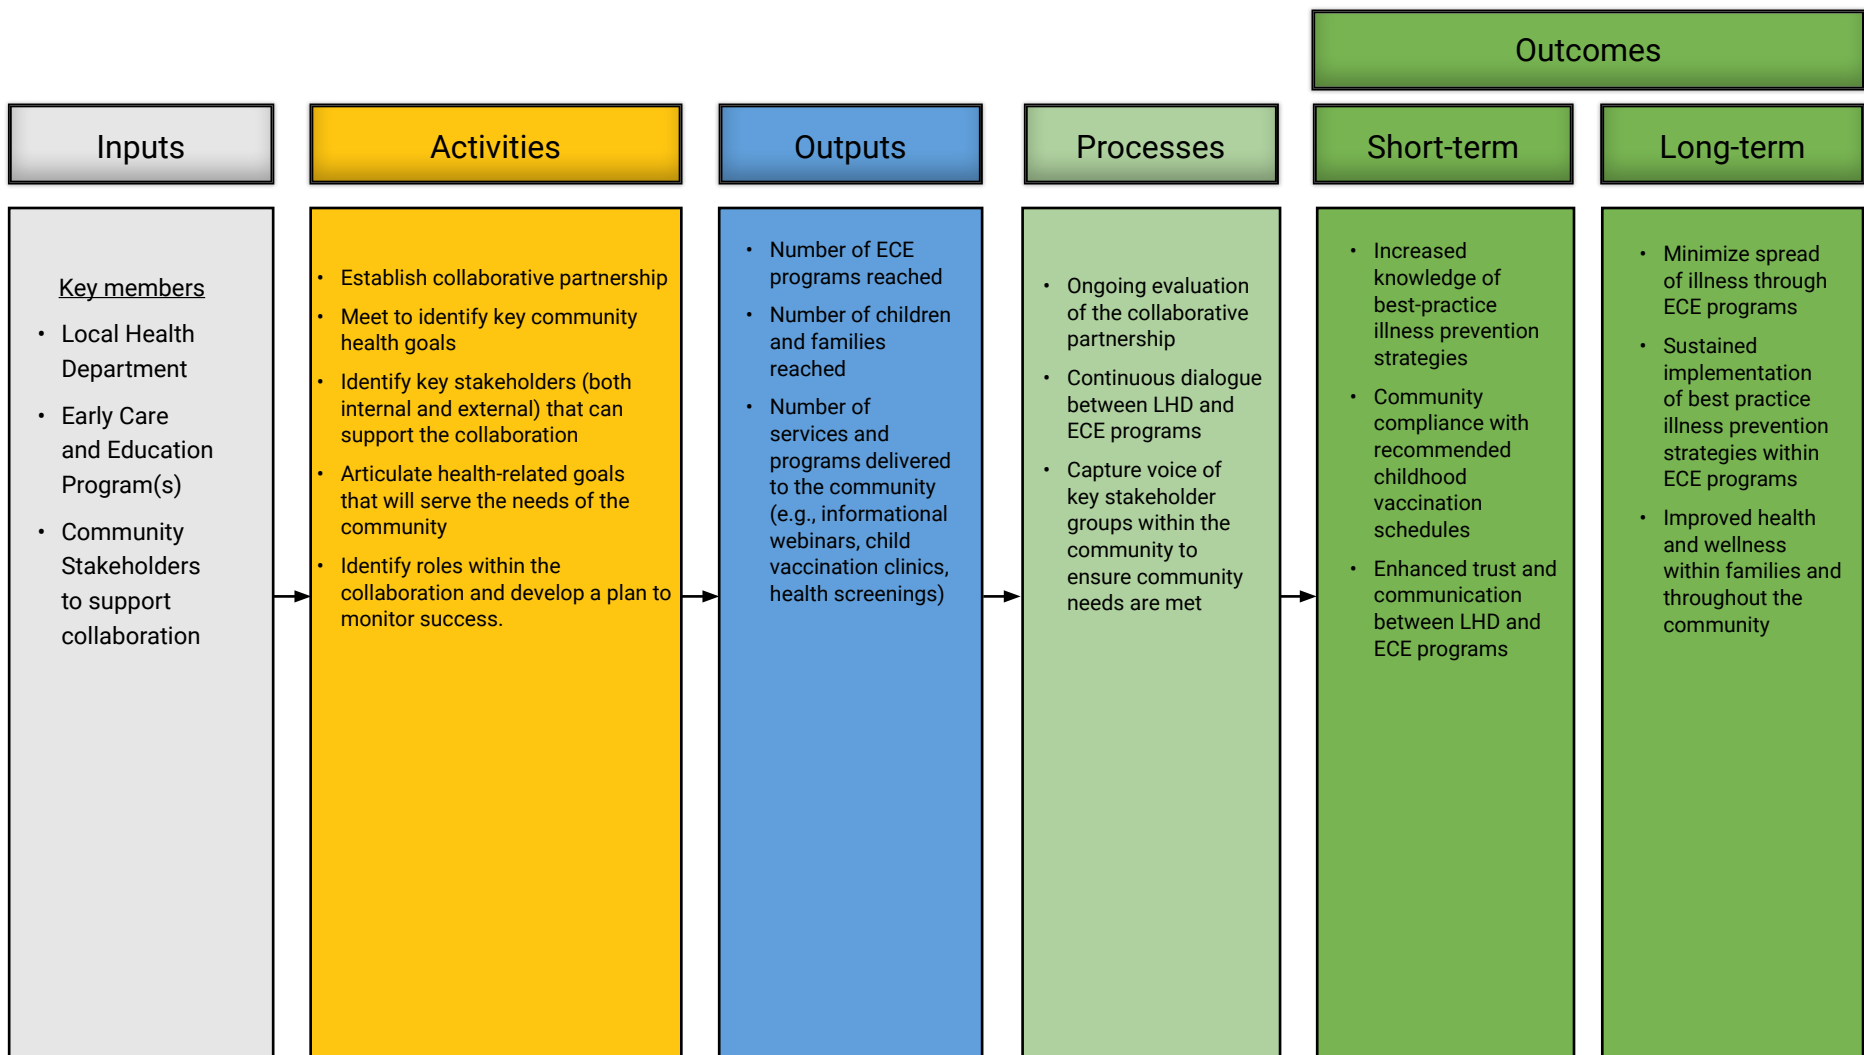 Outcomes
Inputs
Activities
Outputs
Processes
Short-term
Long-term
Key members
• Local Health
Department
• Early Care
and Education
Program(s)
• Community
Stakeholders
to support
collaboration
• Establish collaborative partnership
• Meet to identify key community
health goals
• Identify key stakeholders (both
internal and external) that can
support the collaboration
• Articulate health-related goals
that will serve the needs of the
community
• Identify roles within the
collaboration and develop a plan to
monitor success.
• Number of ECE
programs reached
• Number of children
and families
reached
• Number of
services and
programs delivered
to the community
(e.g., informational
webinars, child
vaccination clinics,
health screenings)
• Ongoing evaluation
of the collaborative
partnership
• Continuous dialogue
between LHD and
ECE programs
• Capture voice of
key stakeholder
groups within the
community to
ensure community
needs are met
• Increased
knowledge of
best-practice
illness prevention
strategies
• Community
compliance with
recommended
childhood
vaccination
schedules
• Enhanced trust and
communication
between LHD and
ECE programs
• Minimize spread
of illness through
ECE programs
• Sustained
implementation
of best practice
illness prevention
strategies within
ECE programs
• Improved health
and wellness
within families and
throughout the
community